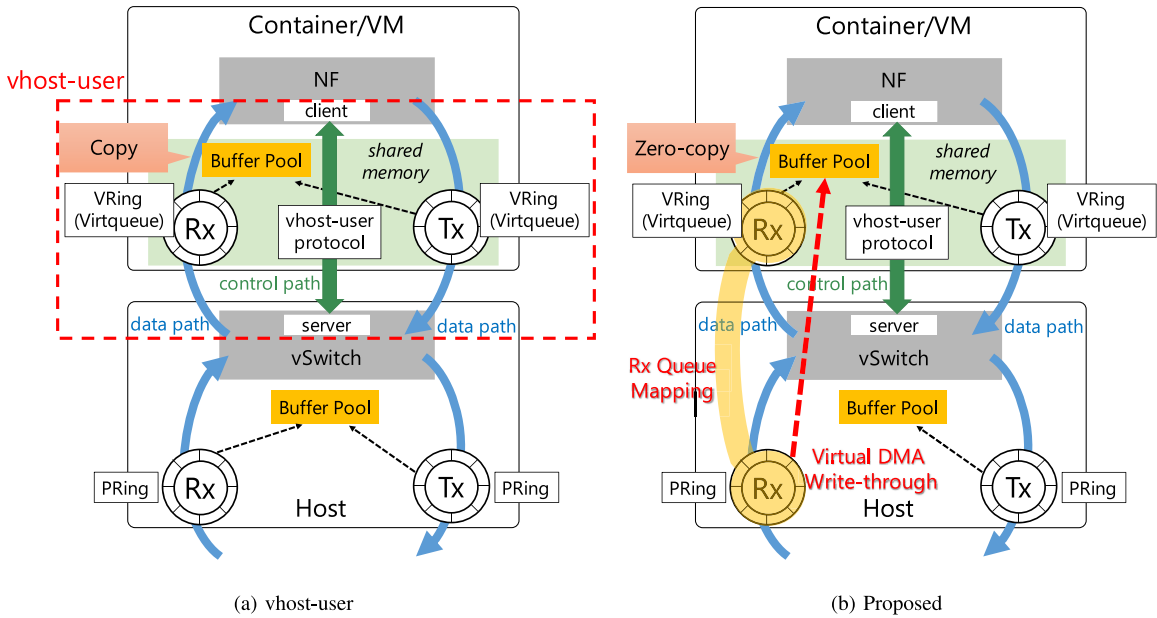 Container/VM
NF
vhost-user
client
Copy
Buffer Pool
shared
memory
VRing
(Virtqueue)
Rx
vhost-user
protocol
Tx
VRing
(Virtqueue)
control path
data path
server
data path
vSwitch
Buffer Pool
PRing
Rx
Tx
PRing
Host
(a) vhost-user
Container/VM
NF
client
Zero-copy
Buffer Pool
shared
memory
VRing
(Virtqueue)
Rx
vhost-user
protocol
Tx
VRing
(Virtqueue)
control path
data path
server
data path
vSwitch
Rx Queue
Mapping
Buffer Pool
Virtual DMA
Write-through
PRing
Rx
Tx
PRing
Host
(b) Proposed